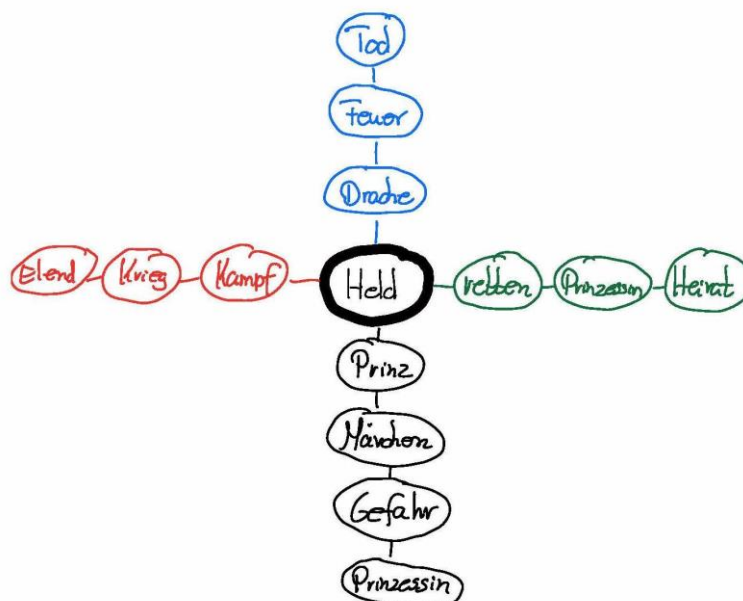 Tod
Feuer
Drache
Elend Krieg Kampf Held retten Prinzessin Heirat
Prinz
Märchen
Gefahr
Prinzessin